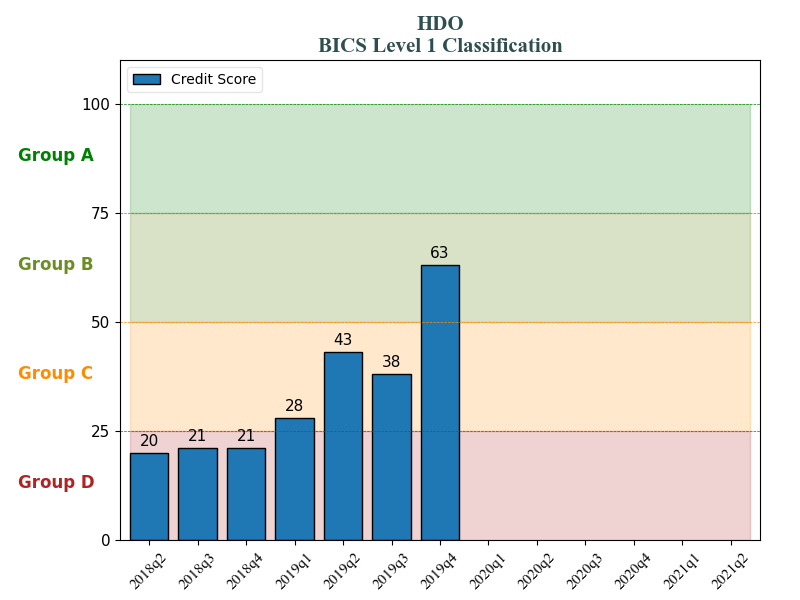 HDO
BICS Level 1 Classification
Credit Score
100
Group A
75
Group B
63
50
43
38
Group C
28
25
20
21
21
Group D
0
2018q2
2018q3
2018q4
2019q1
2019q2
2019q3
2019q4
2020q1
2020q2
2020q3
2020q4
2021q1
2021q2